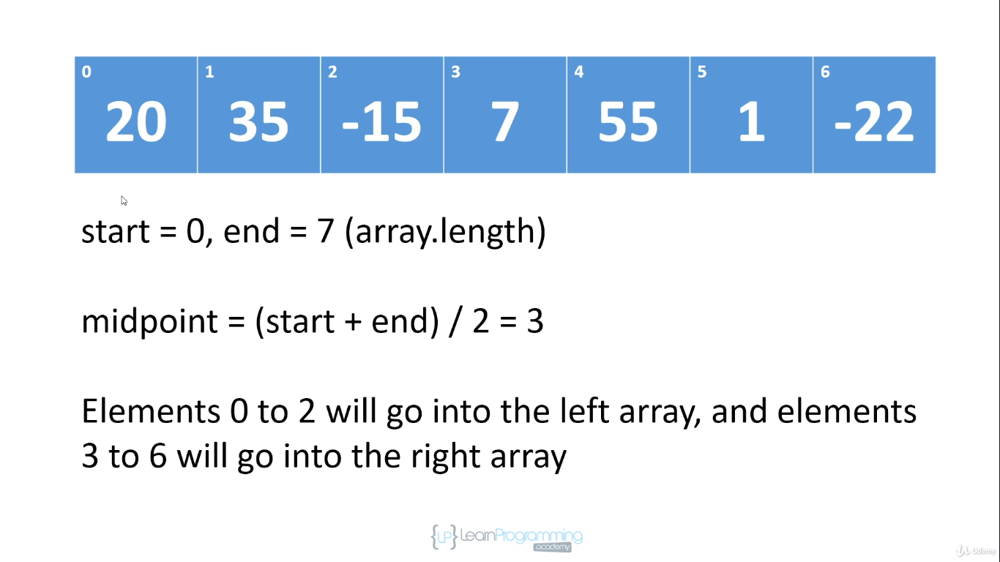 0 1 2 3 4 5 6
20 35 -15 7 55 1 -22
start = 0, end = 7 (array.length)
midpoint = (start + end) / 2 = 3
Elements 0 to 2 will go into the left array, and elements
3 to 6 will go into the right array
{LP} LearnProgramming
.academy
Udemy